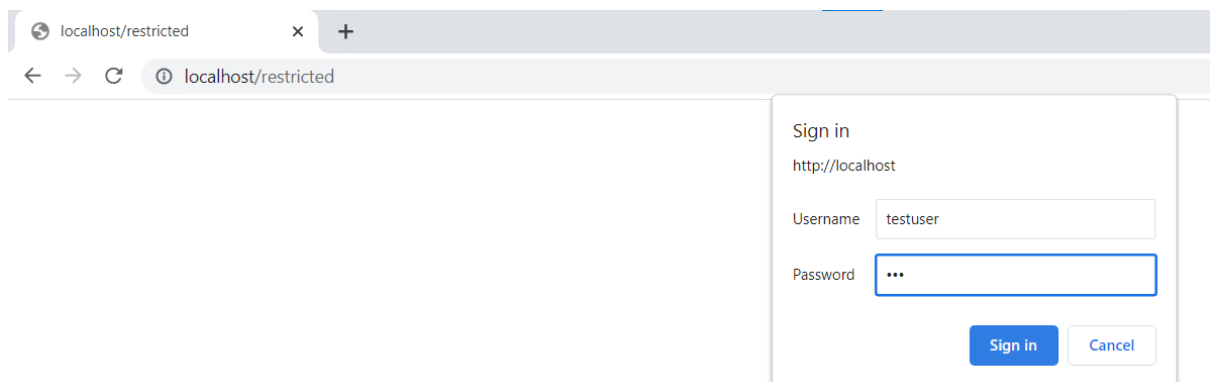 localhost/restricted
localhost/restricted
Sign in
http://localhost
Username testuser
Password •••
Sign in Cancel